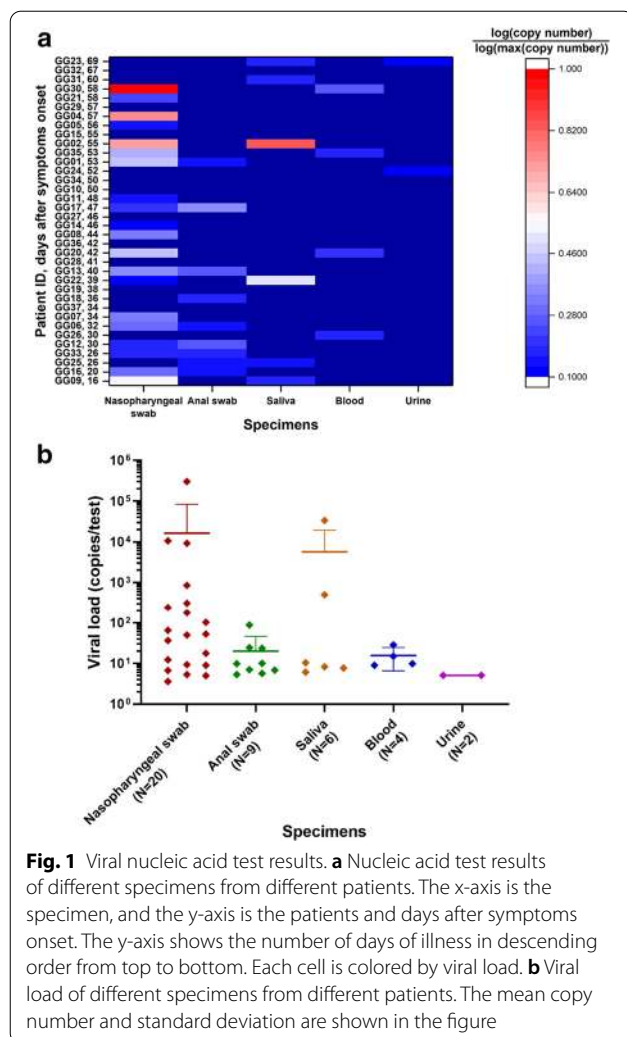 a
log(copy number)
log(max(copy number))
Patient ID, days after symptoms onset
GG23, 69
GG32, 67
GG31, 60
GG30, 58
GG21, 58
GG29, 57
GG04, 57
GG05, 56
GG15, 55
GG02, 55
GG35, 53
GG01, 53
GG24, 52
GG34, 50
GG10, 50
GG11, 48
GG17, 47
GG27, 46
GG14, 46
GG08, 44
GG36, 42
GG20, 42
GG28, 41
GG13, 40
GG22, 39
GG19, 38
GG18, 36
GG37, 34
GG07, 34
GG06, 32
GG26, 30
GG12, 30
GG33, 26
GG25, 26
GG16, 20
GG09, 16
1.000
0.8200
0.6400
0.4600
0.2800
0.1000
Nasopharyngeal swab
Anal swab
Saliva
Blood
Urine
Specimens
b
Viral load (copies/test)
10⁶
10⁵
10⁴
10³
10²
10¹
10⁰
Nasopharyngeal swab
(N=20)
Anal swab
(N=9)
Saliva
(N=6)
Blood
(N=4)
Urine
(N=2)
Specimens
Fig. 1 Viral nucleic acid test results. a Nucleic acid test results
of different specimens from different patients. The x-axis is the
specimen, and the y-axis is the patients and days after symptoms
onset. The y-axis shows the number of days of illness in descending
order from top to bottom. Each cell is colored by viral load. b Viral
load of different specimens from different patients. The mean copy
number and standard deviation are shown in the figure